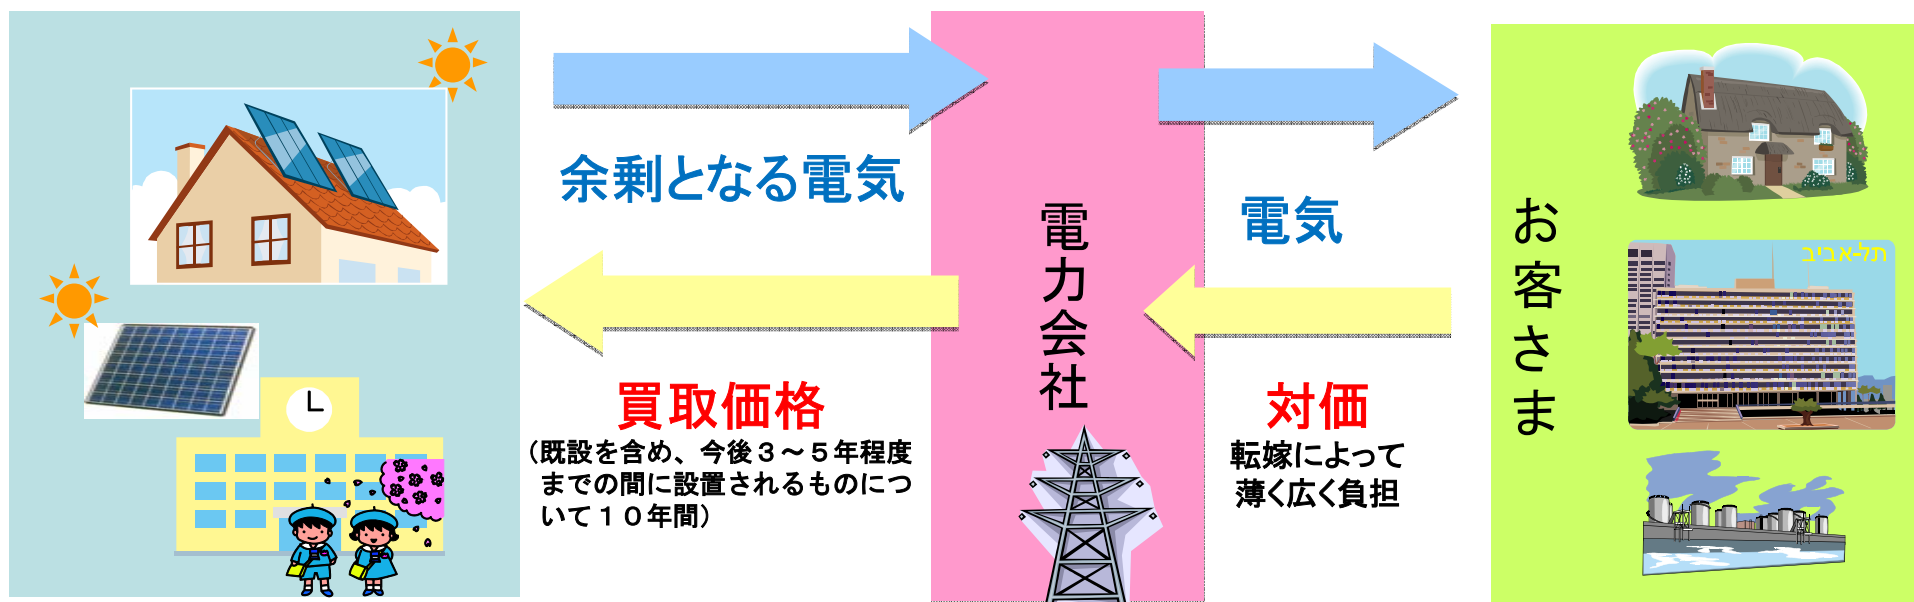 余剰となる電気
買取価格
（既設を含め、今後３～５年程度
までの間に設置されるものにつ
いて１０年間）
電力会社
電気
対価
転嫁によって
薄く広く負担
お客さま
תל-אביב